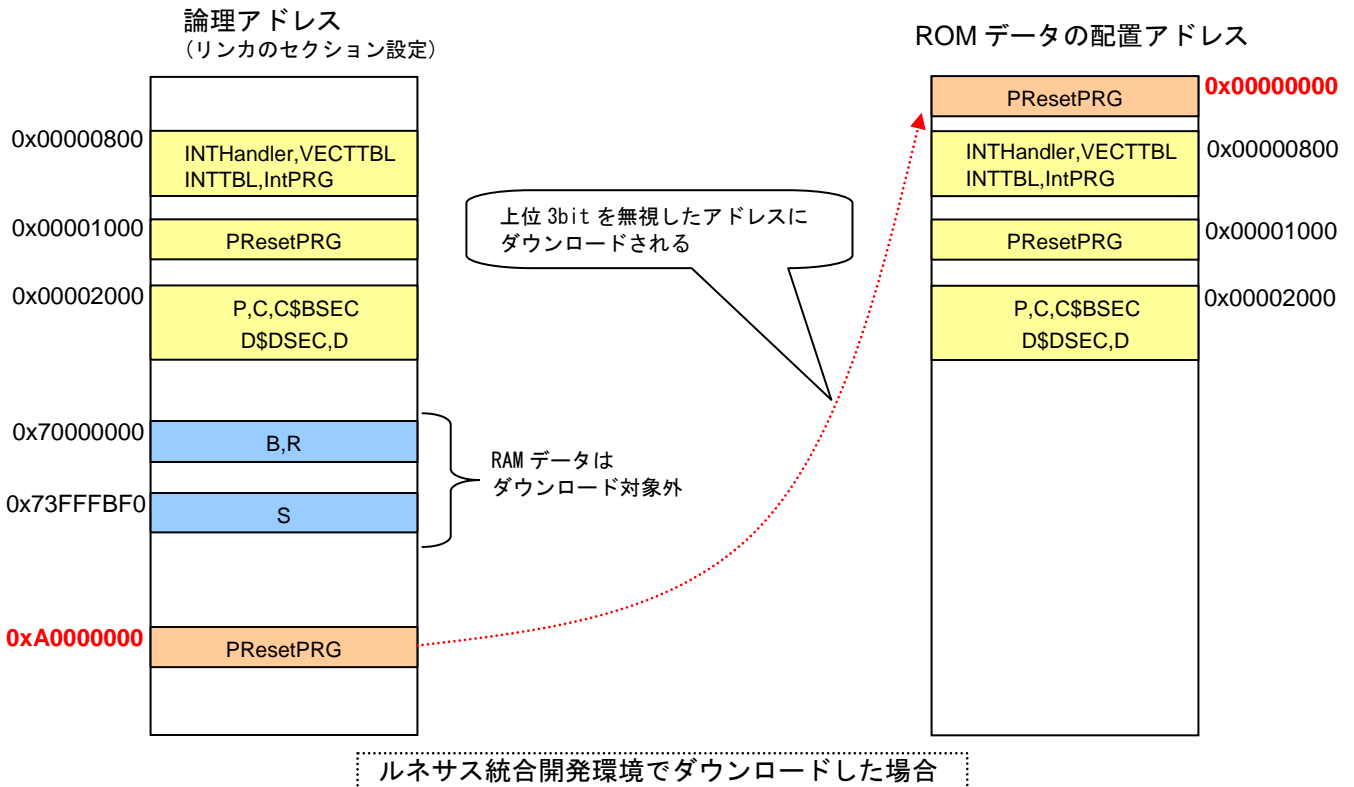 論理アドレス
（リンカのセクション設定）
0x00000800
INTHandler,VECTTBL
INTTBL,IntPRG
0x00001000
PResetPRG
0x00002000
P,C,C$BSEC
D$DSEC,D
0x70000000
B,R
0x73FFFBF0
S
0xA0000000
PResetPRG
RAM データは
ダウンロード対象外
上位 3bit を無視したアドレスに
ダウンロードされる
ROM データの配置アドレス
PResetPRG
0x00000000
INTHandler,VECTTBL
INTTBL,IntPRG
0x00000800
PResetPRG
0x00001000
P,C,C$BSEC
D$DSEC,D
0x00002000
ルネサス統合開発環境でダウンロードした場合